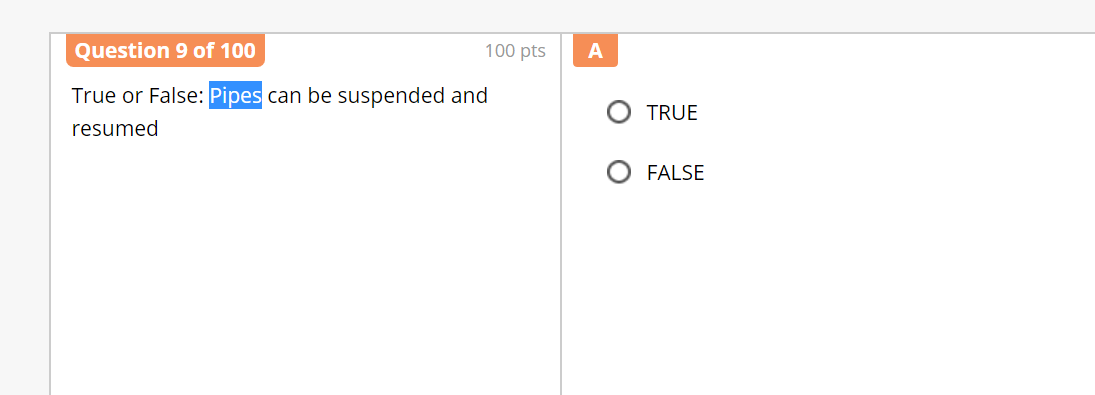 Question 9 of 100
100 pts
True or False: Pipes can be suspended and
resumed
A
TRUE
FALSE